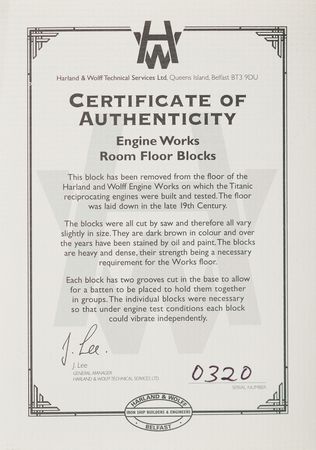 HW
Harland & Wolff Technical Services Ltd, Queens Island, Belfast BT3 9DU
CERTIFICATE OF
AUTHENTICITY
Engine Works
Room Floor Blocks
This block has been removed from the floor of the
Harland and Wolff Engine Works on which the Titanic
reciprocating engines were built and tested. The floor
was laid down in the late 19th Century.
The blocks were all cut by saw and therefore all vary
slightly in size. They are dark brown in colour and over
the years have been stained by oil and paint. The blocks
are heavy and dense, their strength being a necessary
requirement for the Works floor.
Each block has two grooves cut in the base to allow
for a batten to be placed to hold them together
in groups. The individual blocks were necessary
so that under engine test conditions each block
could vibrate independently.
J. Lee.
J. Lee
GENERAL MANAGER
HARLAND & WOLFF TECHNICAL SERVICES LTD.
0320
SERIAL NUMBER
HARLAND & WOLFF
IRON SHIP BUILDERS & ENGINEERS
BELFAST